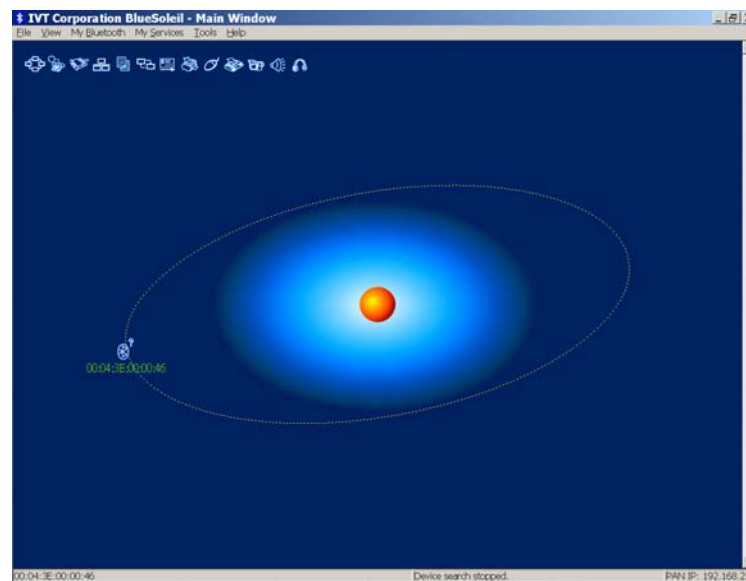 IVT Corporation BlueSoleil - Main Window
File View My Bluetooth My Services Tools Help
?
00:04:3E:00:00:46
00:04:3E:00:00:46 Device search stopped. PAN IP: 192.168.2